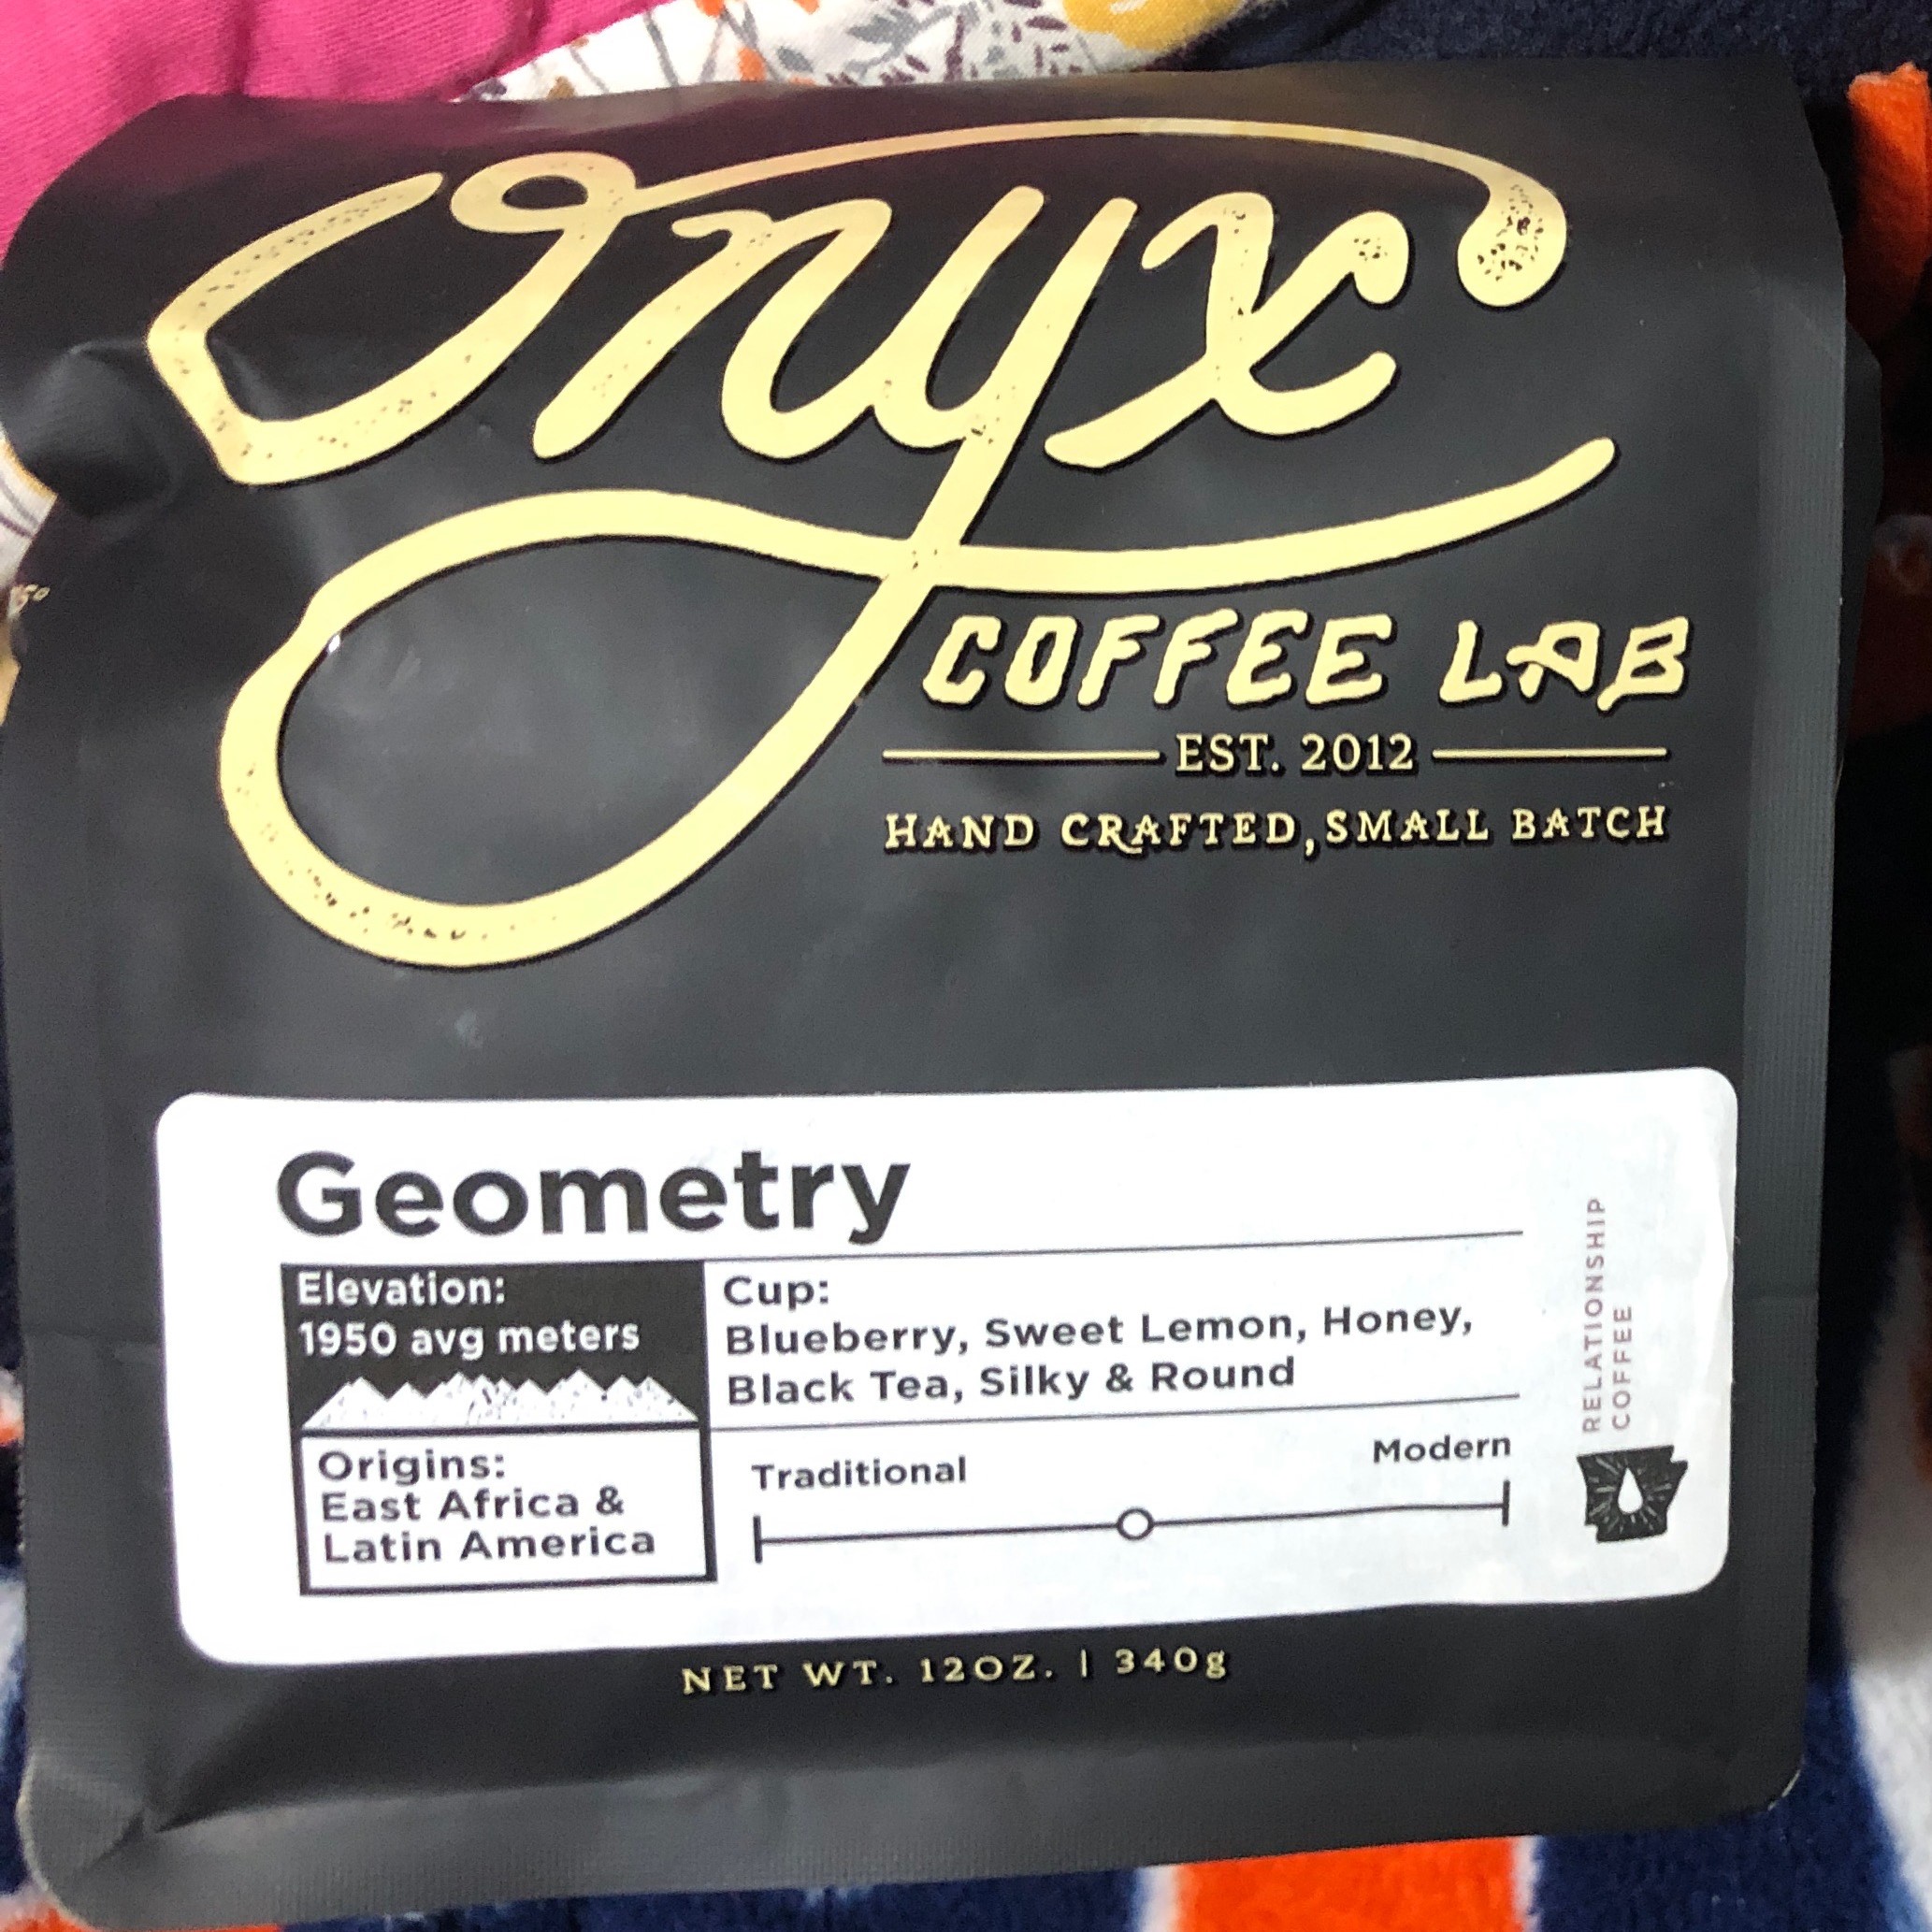 Onyx
COFFEE LAB
EST. 2012
HAND CRAFTED, SMALL BATCH
Geometry
Elevation:
1950 avg meters
Cup:
Blueberry, Sweet Lemon, Honey,
Black Tea, Silky & Round
Origins:
East Africa &
Latin America
Traditional
Modern
RELATIONSHIP
COFFEE
NET WT. 12OZ. | 340g